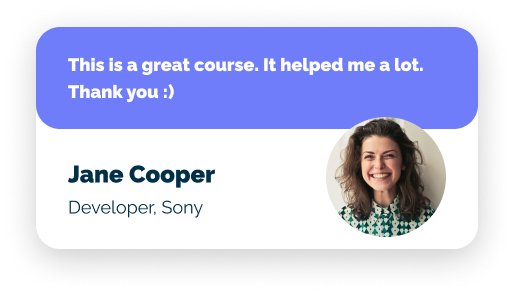 This is a great course. It helped me a lot.
Thank you :)
Jane Cooper
Developer, Sony